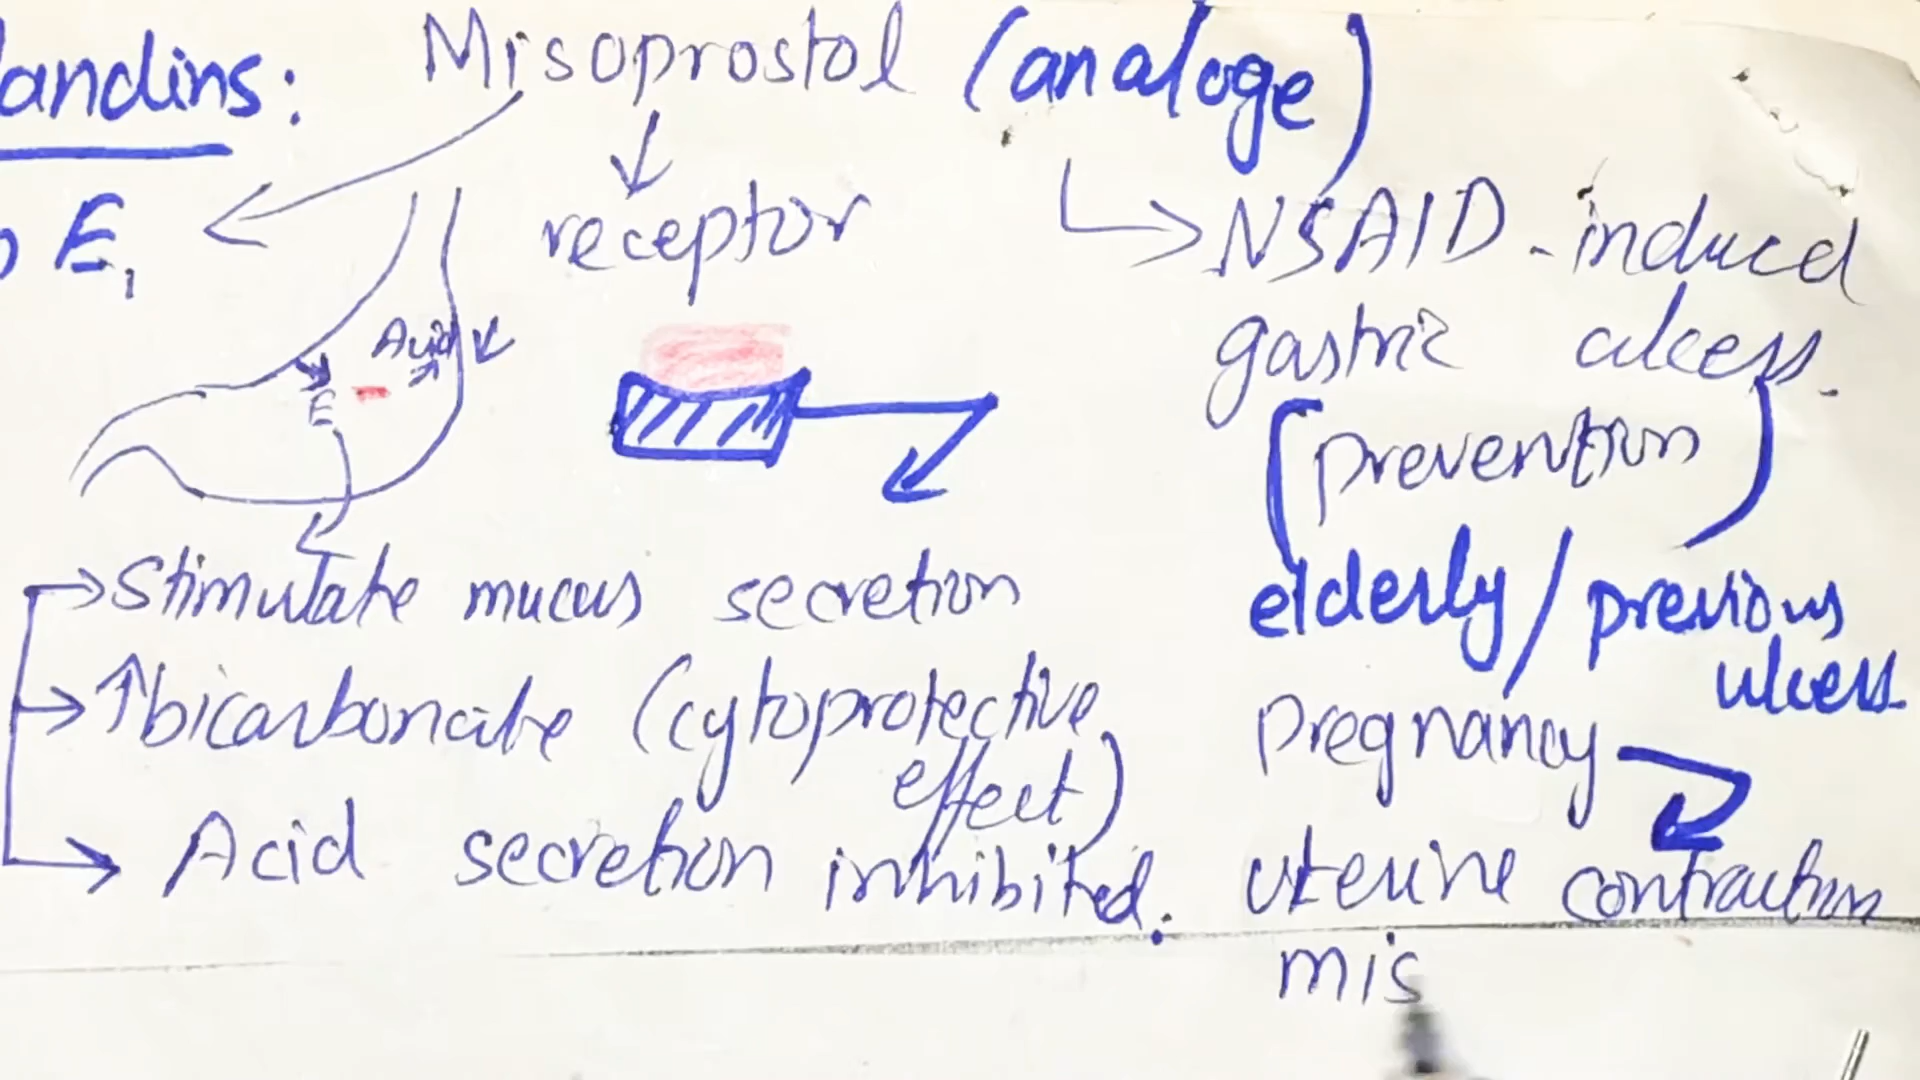 landins: Misoprostol (analoge)
E1
receptor
Acid
E
Stimulate mucus secretion
↑bicarbonate (cytoprotective
effect)
Acid secretion inhibited.
NSAID-induced
gastric ulcers.
(prevention)
elderly/previous
ulcers.
pregnancy
uterine contraction
mis